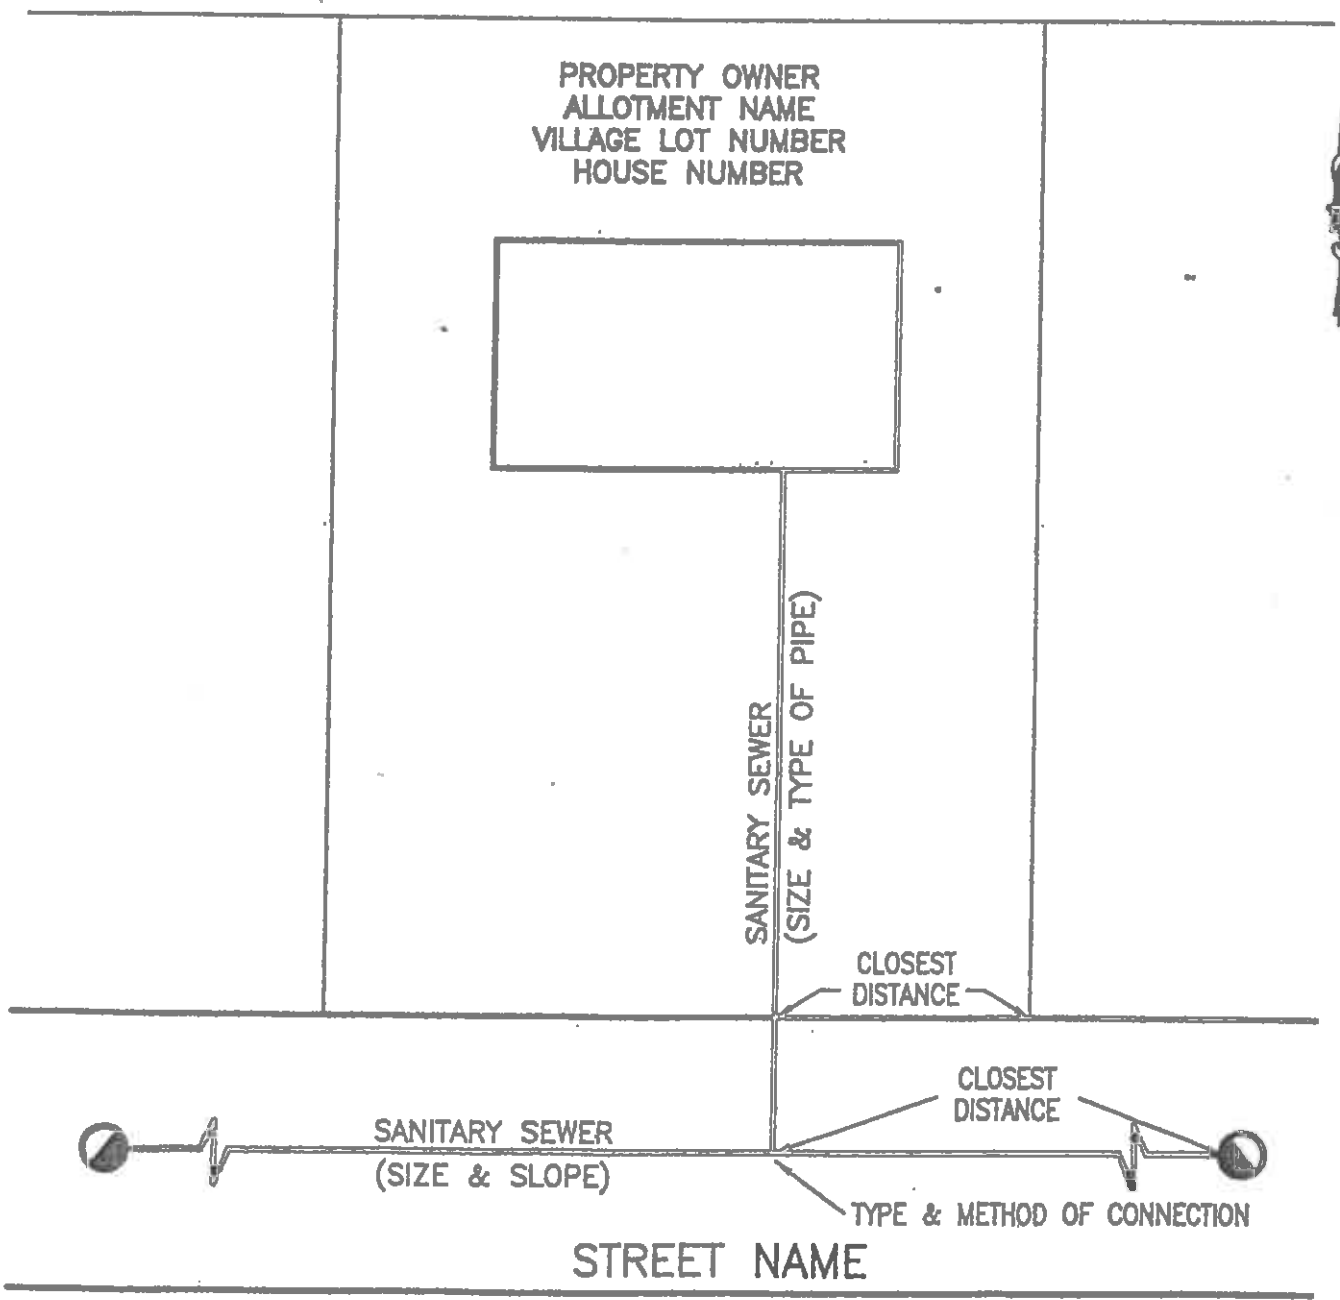 PROPERTY OWNER
ALLOTMENT NAME
VILLAGE LOT NUMBER
HOUSE NUMBER
SANITARY SEWER
(SIZE & TYPE OF PIPE)
CLOSEST
DISTANCE
CLOSEST
DISTANCE
SANITARY SEWER
(SIZE & SLOPE)
TYPE & METHOD OF CONNECTION
STREET NAME